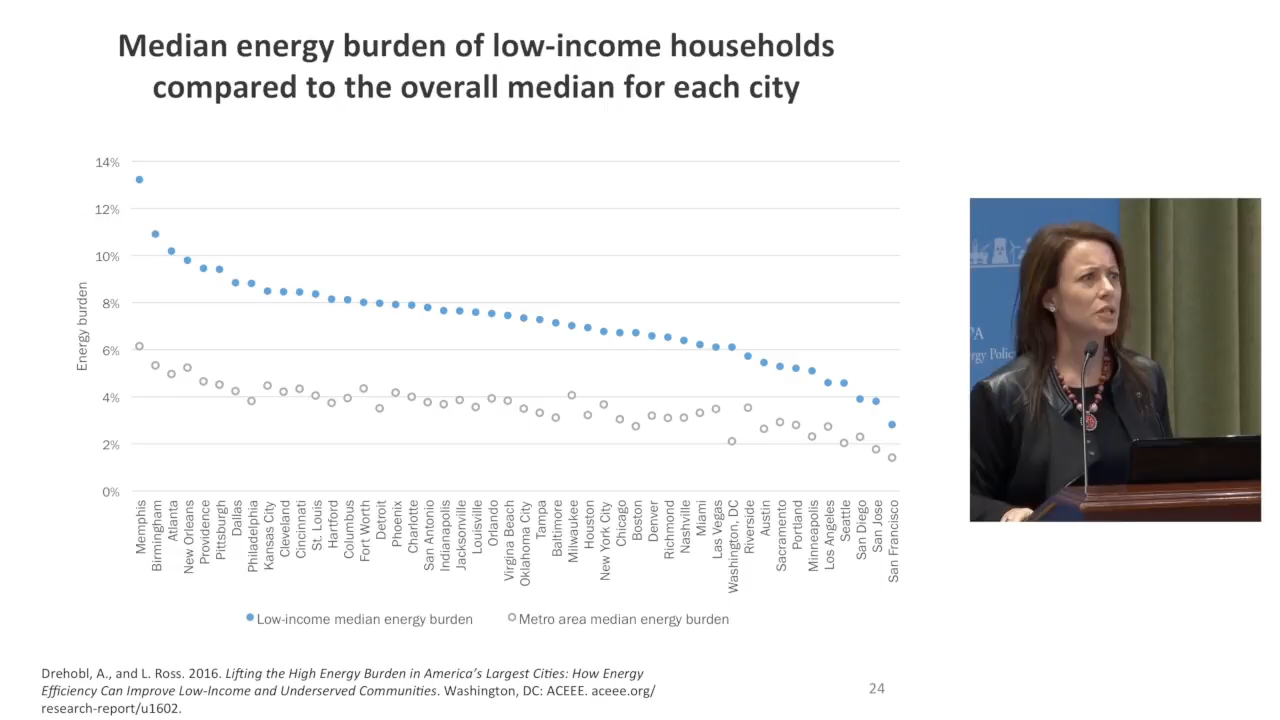 Median energy burden of low-income households
compared to the overall median for each city
14%
12%
10%
8%
6%
4%
2%
0%
Energy burden
Memphis
Birmingham
Atlanta
New Orleans
Providence
Pittsburgh
Dallas
Philadelphia
Kansas City
Cleveland
Cincinnati
St. Louis
Hartford
Columbus
Fort Worth
Detroit
Phoenix
Charlotte
San Antonio
Indianapolis
Jacksonville
Louisville
Orlando
Virgina Beach
Oklahoma City
Tampa
Baltimore
Milwaukee
Houston
New York City
Chicago
Boston
Denver
Richmond
Nashville
Miami
Las Vegas
Washington, DC
Riverside
Austin
Sacramento
Portland
Minneapolis
Los Angeles
Seattle
San Diego
San Jose
San Francisco
Low-income median energy burden
Metro area median energy burden
Drehobl, A., and L. Ross. 2016. Lifting the High Energy Burden in America's Largest Cities: How Energy
Efficiency Can Improve Low-Income and Underserved Communities. Washington, DC: ACEEE. aceee.org/
research-report/u1602.
24